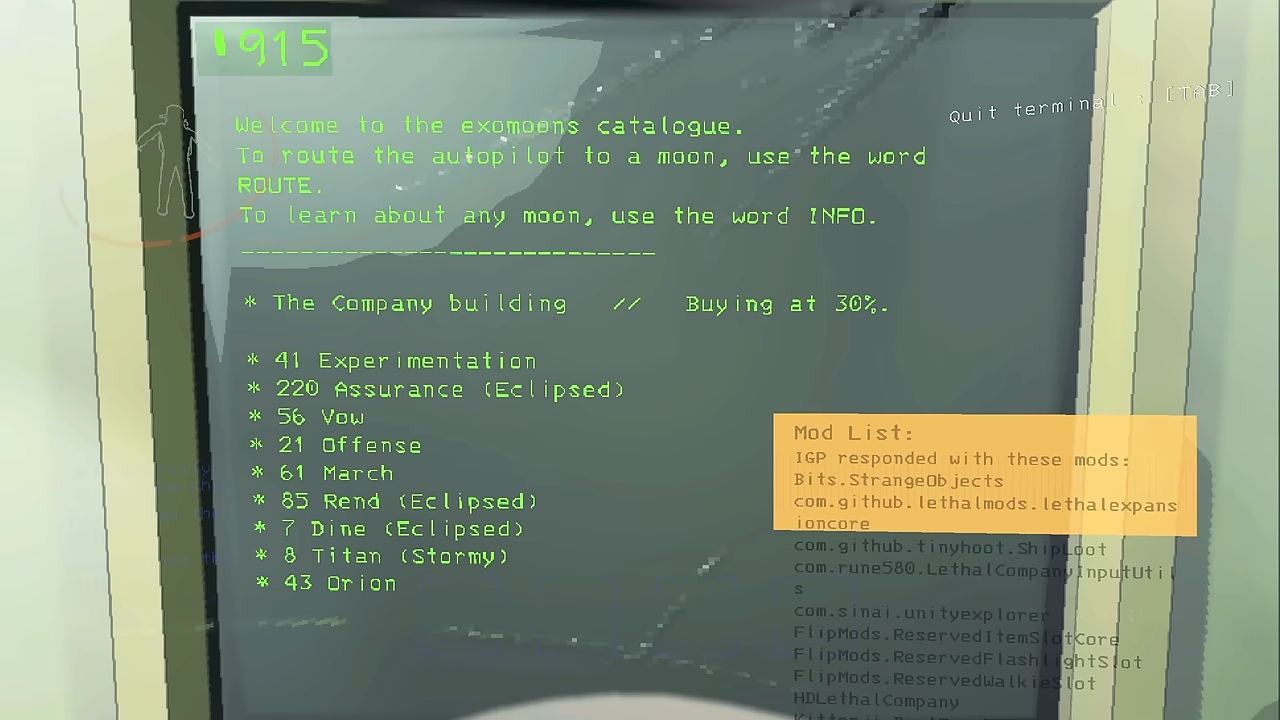 915
Quit terminal : [TAB]
Welcome to the exomoons catalogue.
To route the autopilot to a moon, use the word
ROUTE.
To learn about any moon, use the word INFO.
----------------------------
* The Company building // Buying at 30%.
* 41 Experimentation
* 220 Assurance (Eclipsed)
* 56 Vow
* 21 Offense
* 61 March
* 85 Rend (Eclipsed)
* 7 Dine (Eclipsed)
* 8 Titan (Stormy)
* 43 Orion
Mod List:
IGP responded with these mods:
Bits.StrangeObjects
com.github.lethalmods.lethalexpans
ioncore
com.github.tinyhoot.ShipLoot
com.rune580.LethalCompanyInputUtil
s
com.sinai.unityexplorer
FlipMods.ReservedItemSlotCore
FlipMods.ReservedFlashlightSlot
FlipMods.ReservedWalkieSlot
HDLethalCompany